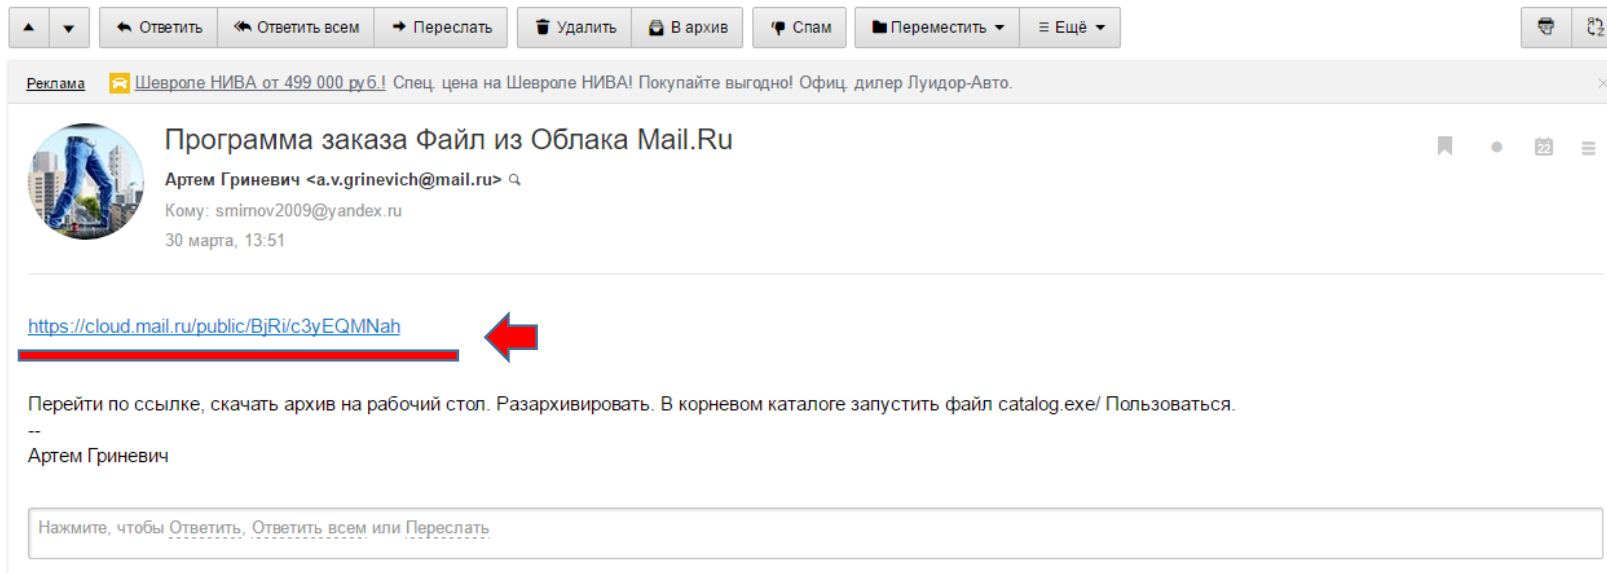 Ответить Ответить всем Переслать Удалить В архив Спам Переместить Ещё
Реклама Шевроле НИВА от 499 000 руб.! Спец. цена на Шевроле НИВА! Покупайте выгодно! Офиц. дилер Луидор-Авто.
Программа заказа Файл из Облака Mail.Ru
Артем Гриневич <a.v.grinevich@mail.ru>
22
Кому: smirnov2009@yandex.ru
30 марта, 13:51
https://cloud.mail.ru/public/BjRi/c3yEQMNah
Перейти по ссылке, скачать архив на рабочий стол. Разархивировать. В корневом каталоге запустить файл catalog.exe/ Пользоваться.
--
Артем Гриневич
Нажмите, чтобы Ответить, Ответить всем или Переслать